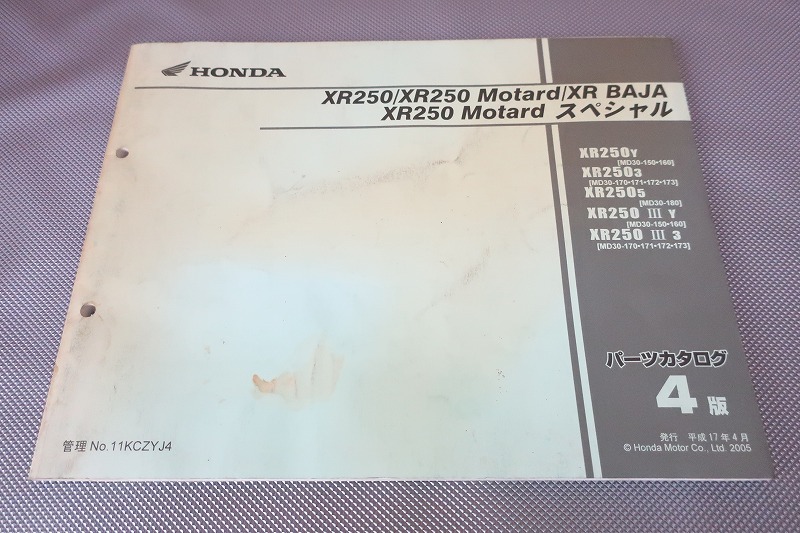 HONDA
XR250/XR250 Motard/XR BAJA
XR250 Motard スペシャル
XR250Y
[MD30-150•160]
XR2503
[MD30-170•171•172•173]
XR2505
[MD30-180]
XR250 III Y
[MD30-150•160]
XR250 III 3
[MD30-170•171•172•173]
パーツカタログ
4版
管理 No.11KCZYJ4
発行 平成17年4月
© Honda Motor Co., Ltd. 2005